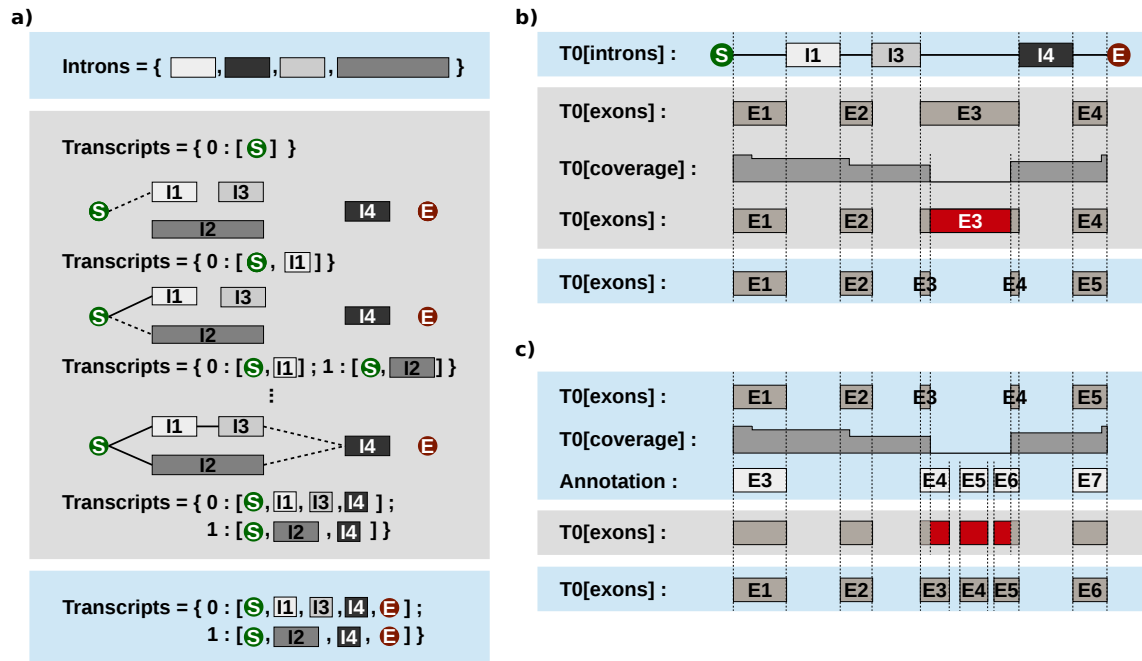 a)
Introns = { , , , }
Transcripts = { 0 : [ S ] }
I1 I3
S I4 E
I2
Transcripts = { 0 : [ S, I1 ] }
I1 I3
S I4 E
I2
Transcripts = { 0 : [ S, I1 ] ; 1 : [ S, I2 ] }
⋮
I1 I3
S I4 E
I2
Transcripts = { 0 : [ S, I1, I3, I4 ] ;
1 : [ S, I2 , I4 ] }
Transcripts = { 0 : [ S, I1, I3, I4, E ] ;
1 : [ S, I2 , I4, E ] }
b)
T0[introns] : S I1 I3 I4 E
T0[exons] : E1 E2 E3 E4
T0[coverage] :
T0[exons] : E1 E2 E3 E4
T0[exons] : E1 E2 E3 E4 E5
c)
T0[exons] : E1 E2 E3 E4 E5
T0[coverage] :
Annotation : E3 E4 E5 E6 E7
T0[exons] :
T0[exons] : E1 E2 E3 E4 E5 E6